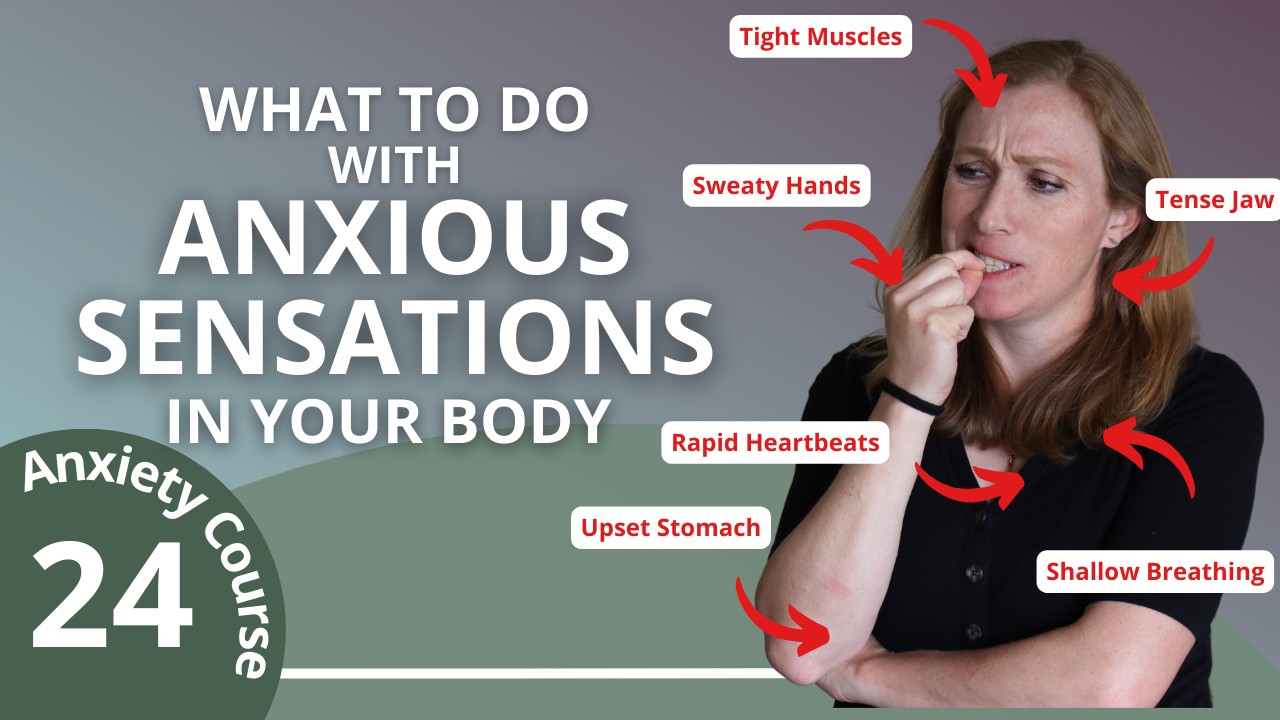 WHAT TO DO
WITH
ANXIOUS
SENSATIONS
IN YOUR BODY
Anxiety Course
24
Tight Muscles
Sweaty Hands
Tense Jaw
Rapid Heartbeats
Upset Stomach
Shallow Breathing